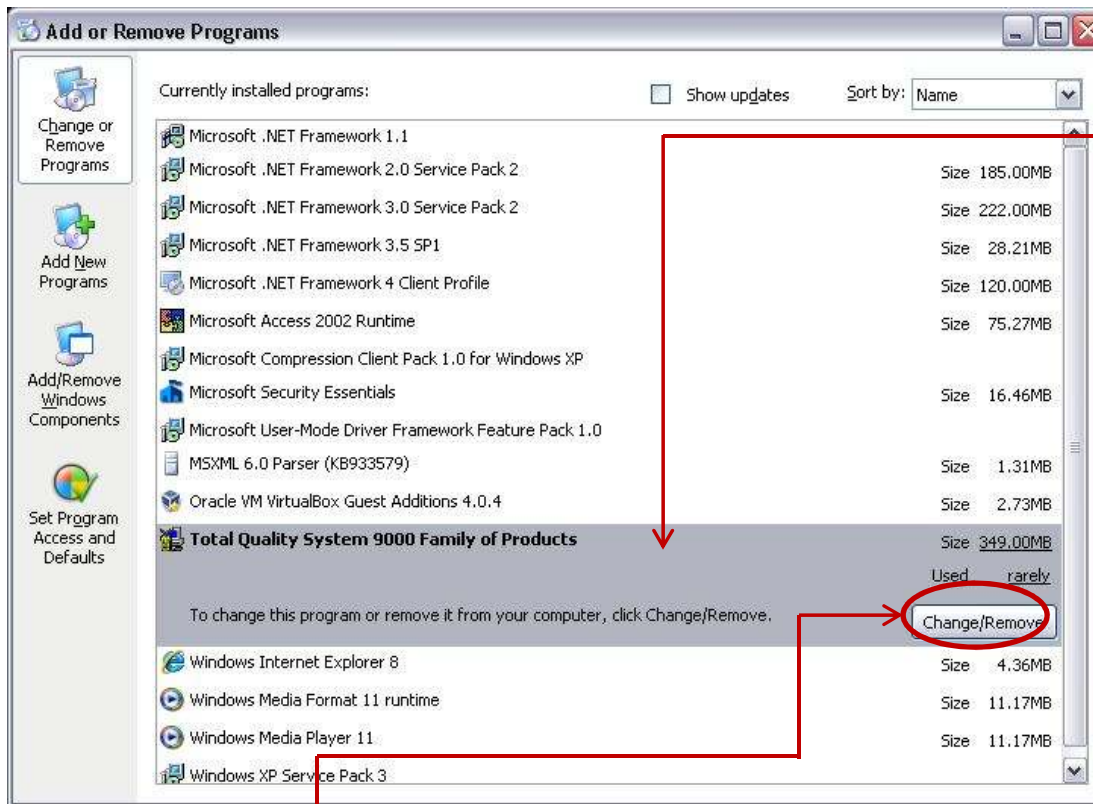 Add or Remove Programs
Change or
Remove
Programs
Add New
Programs
Add/Remove
Windows
Components
Set Program
Access and
Defaults
Currently installed programs:
Show updates
Sort by: Name
Microsoft .NET Framework 1.1
Microsoft .NET Framework 2.0 Service Pack 2 Size 185.00MB
Microsoft .NET Framework 3.0 Service Pack 2 Size 222.00MB
Microsoft .NET Framework 3.5 SP1 Size 28.21MB
Microsoft .NET Framework 4 Client Profile Size 120.00MB
Microsoft Access 2002 Runtime Size 75.27MB
Microsoft Compression Client Pack 1.0 for Windows XP
Microsoft Security Essentials Size 16.46MB
Microsoft User-Mode Driver Framework Feature Pack 1.0
MSXML 6.0 Parser (KB933579) Size 1.31MB
Oracle VM VirtualBox Guest Additions 4.0.4 Size 2.73MB
Total Quality System 9000 Family of Products Size 349.00MB
Used rarely
To change this program or remove it from your computer, click Change/Remove. Change/Remove
Windows Internet Explorer 8 Size 4.36MB
Windows Media Format 11 runtime Size 11.17MB
Windows Media Player 11 Size 11.17MB
Windows XP Service Pack 3